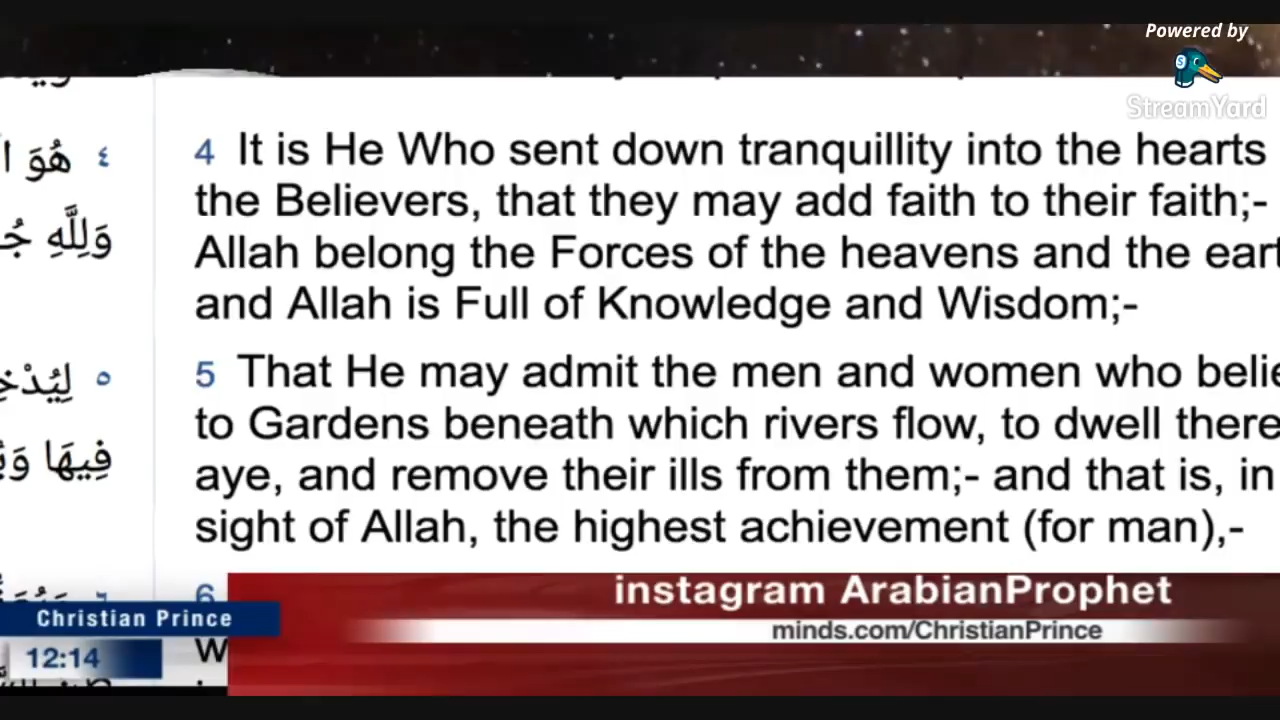 Powered by
StreamYard
٤ هُوَ
4 It is He Who sent down tranquillity into the hearts
the Believers, that they may add faith to their faith;-
وَلِلَّهِ
Allah belong the Forces of the heavens and the eart
and Allah is Full of Knowledge and Wisdom;-
٥ لِيُدْخِ
5 That He may admit the men and women who belie
to Gardens beneath which rivers flow, to dwell there
فِيهَا
aye, and remove their ills from them;- and that is, in
sight of Allah, the highest achievement (for man),-
6
instagram ArabianProphet
Christian Prince
minds.com/ChristianPrince
12:14
w